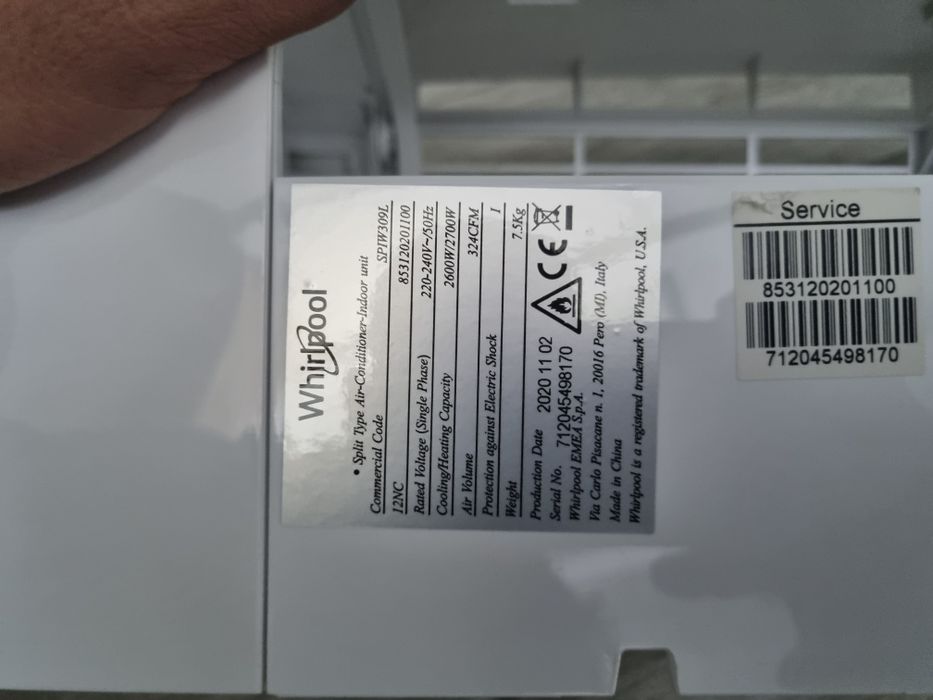 Whirlpool
• Split Type Air-Conditioner-Indoor unit
Commercial Code SPIW309L
12NC 853120201100
Rated Voltage (Single Phase) 220-240V~/50Hz
Cooling/Heating Capacity 2600W/2700W
Air Volume 324CFM
Protection against Electric Shock I
Weight 7.5Kg
Production Date 2020 11 02
Serial No. 712045498170
Whirlpool EMEA S.p.A.
Via Carlo Pisacane n. 1, 20016 Pero (MI), Italy
Made in China
Whirlpool is a registered trademark of Whirlpool, U.S.A.
CE
Service
853120201100
712045498170